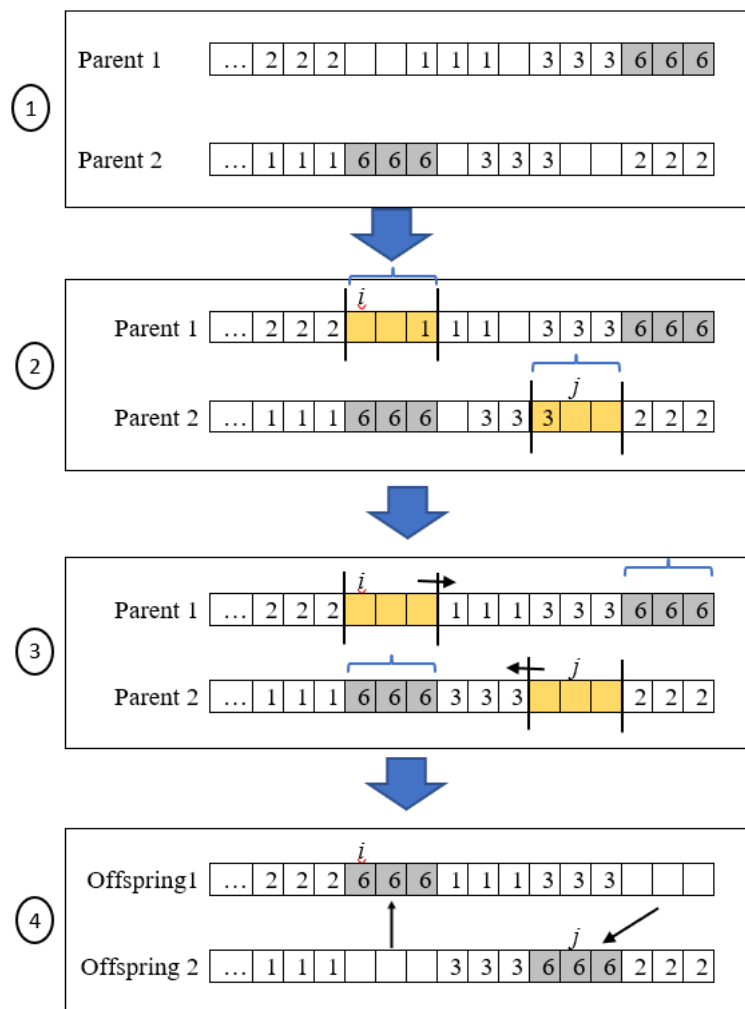 1
Parent 1 … 2 2 2 1 1 1 3 3 3 6 6 6
Parent 2 … 1 1 1 6 6 6 3 3 3 2 2 2
2
i
Parent 1 … 2 2 2 1 1 1 3 3 3 6 6 6
j
Parent 2 … 1 1 1 6 6 6 3 3 3 2 2 2
3
i
Parent 1 … 2 2 2 1 1 1 3 3 3 6 6 6
j
Parent 2 … 1 1 1 6 6 6 3 3 3 2 2 2
4
i
Offspring1 … 2 2 2 6 6 6 1 1 1 3 3 3
j
Offspring 2 … 1 1 1 3 3 3 6 6 6 2 2 2